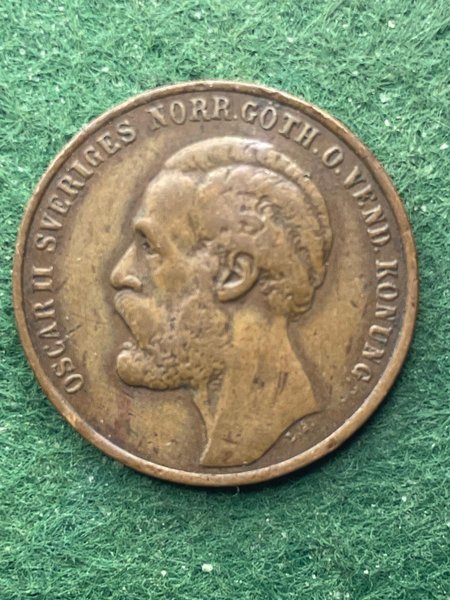 OSCAR II SVERIGES NORR. GÖTH. O. VEND. KONUNG.
L.A.